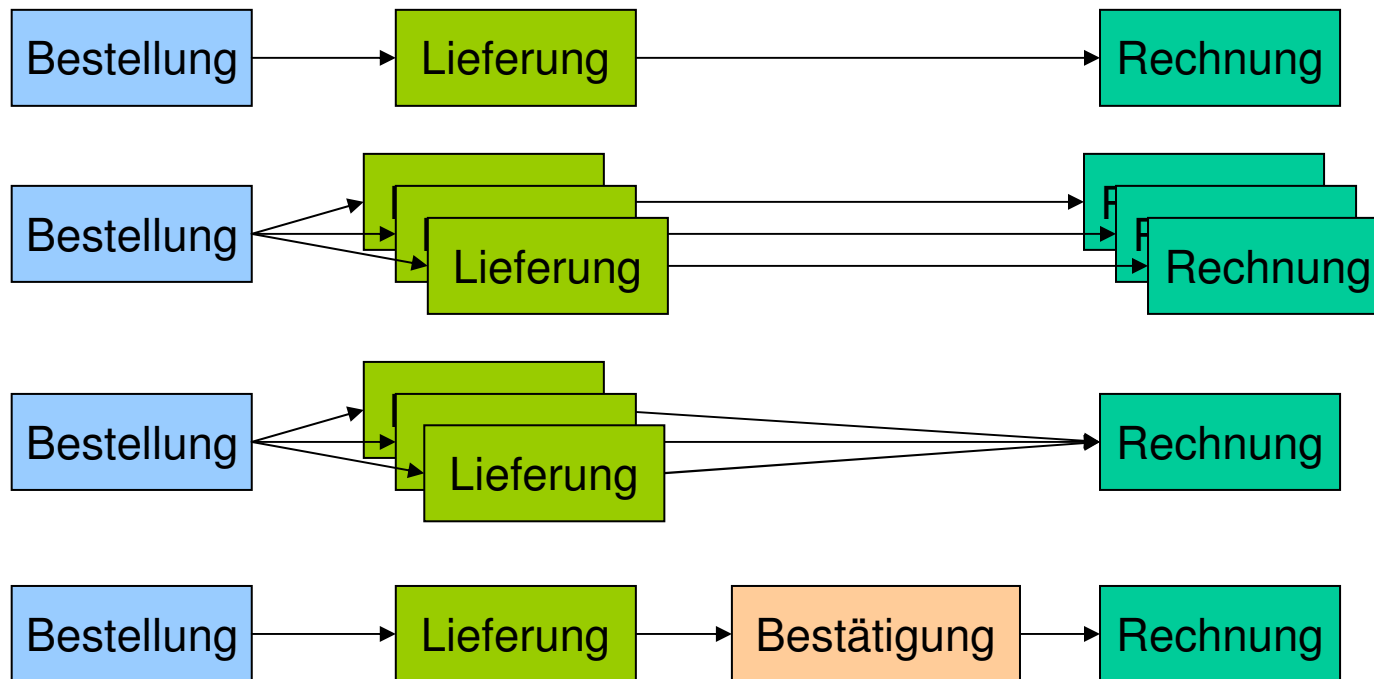 Bestellung
Lieferung
Rechnung
Bestellung
Lieferung
Rechnung
Bestellung
Lieferung
Rechnung
Bestellung
Lieferung
Bestätigung
Rechnung